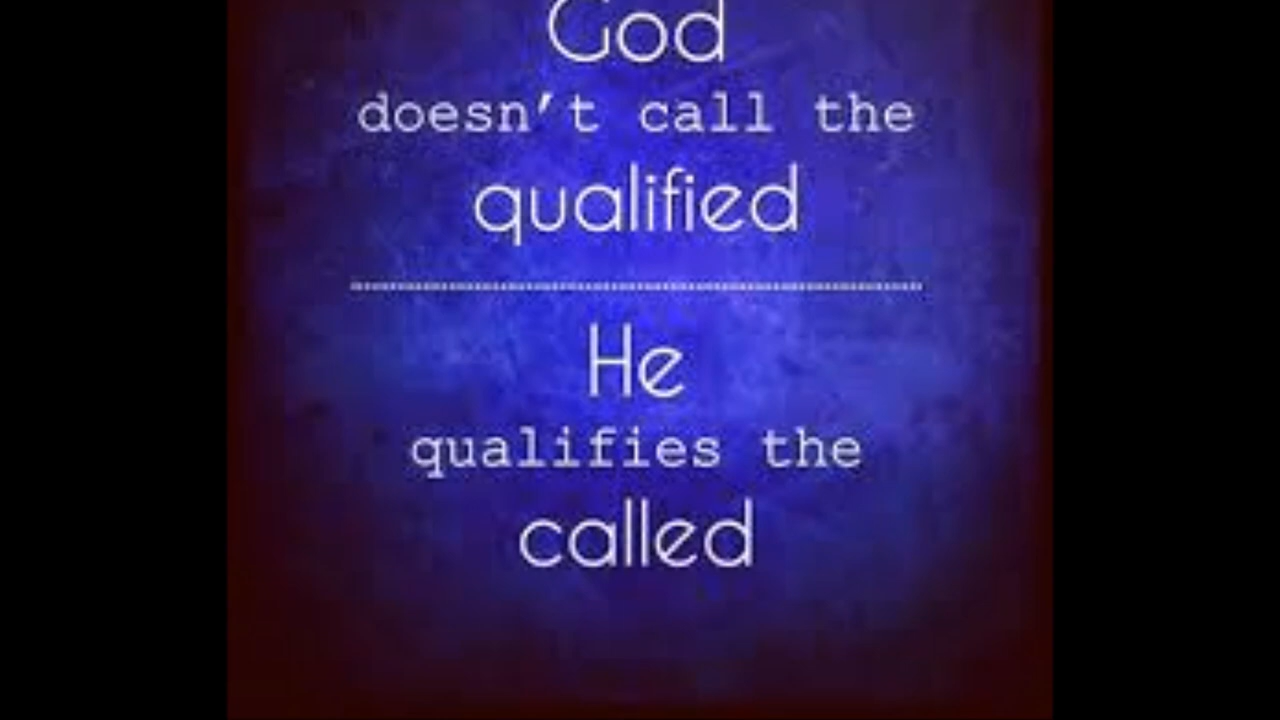 God
doesn’t call the
qualified
He
qualifies the
called